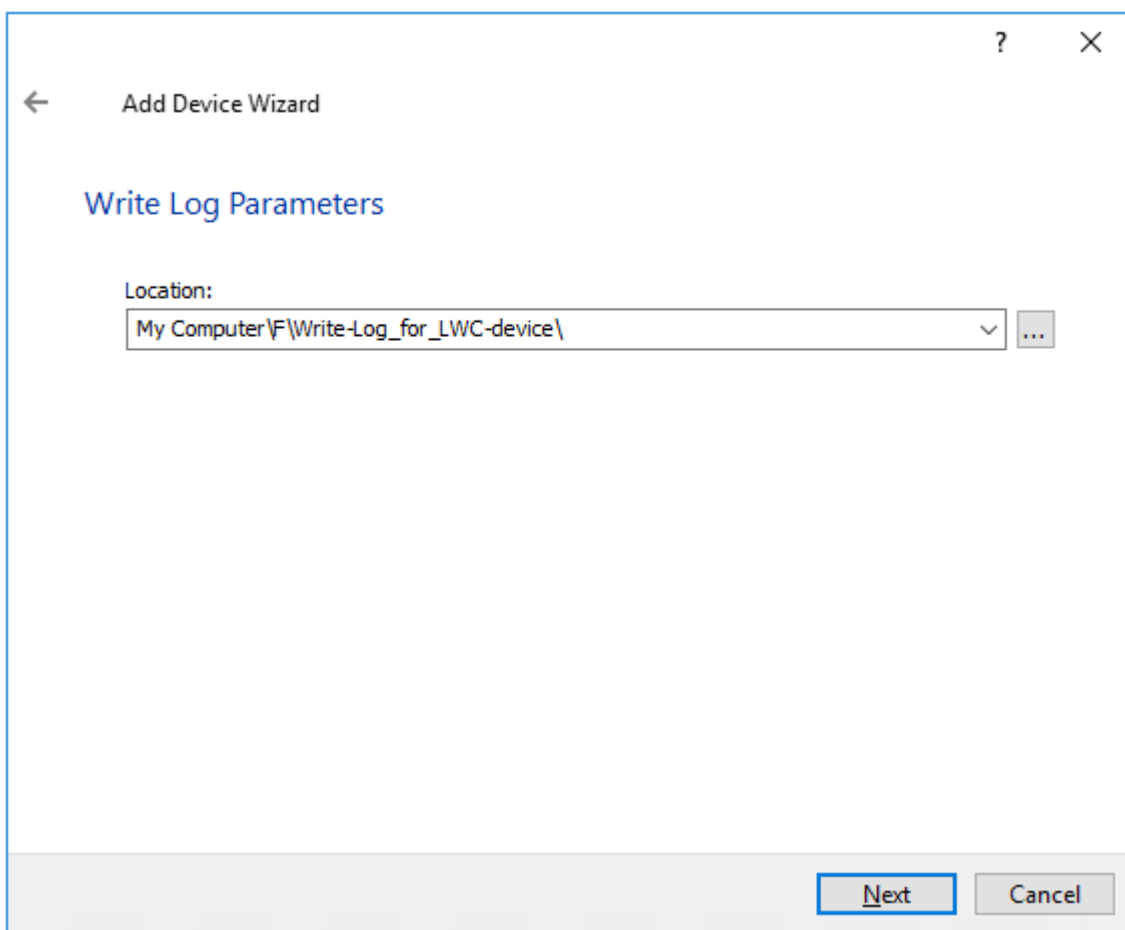 ?
Add Device Wizard
Write Log Parameters
Location:
My Computer\F\Write-Log_for_LWC-device\
...
Next
Cancel